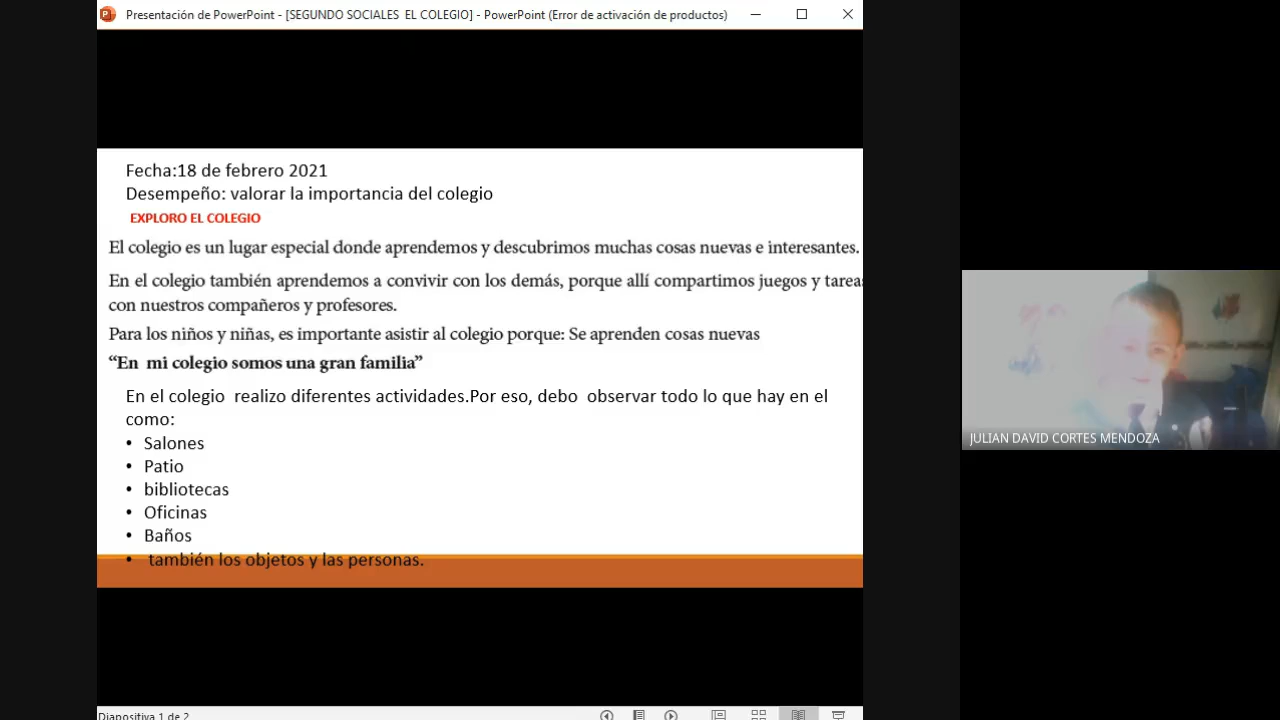 Presentación de PowerPoint - [SEGUNDO SOCIALES EL COLEGIO] - PowerPoint (Error de activación de productos)
Fecha:18 de febrero 2021
Desempeño: valorar la importancia del colegio
EXPLORO EL COLEGIO
El colegio es un lugar especial donde aprendemos y descubrimos muchas cosas nuevas e interesantes.
En el colegio también aprendemos a convivir con los demás, porque allí compartimos juegos y tareas
con nuestros compañeros y profesores.
Para los niños y niñas, es importante asistir al colegio porque: Se aprenden cosas nuevas
“En mi colegio somos una gran familia”
En el colegio realizo diferentes actividades.Por eso, debo observar todo lo que hay en el
como:
• Salones
• Patio
• bibliotecas
• Oficinas
• Baños
• también los objetos y las personas.
JULIAN DAVID CORTES MENDOZA
Diapositiva 1 de 2